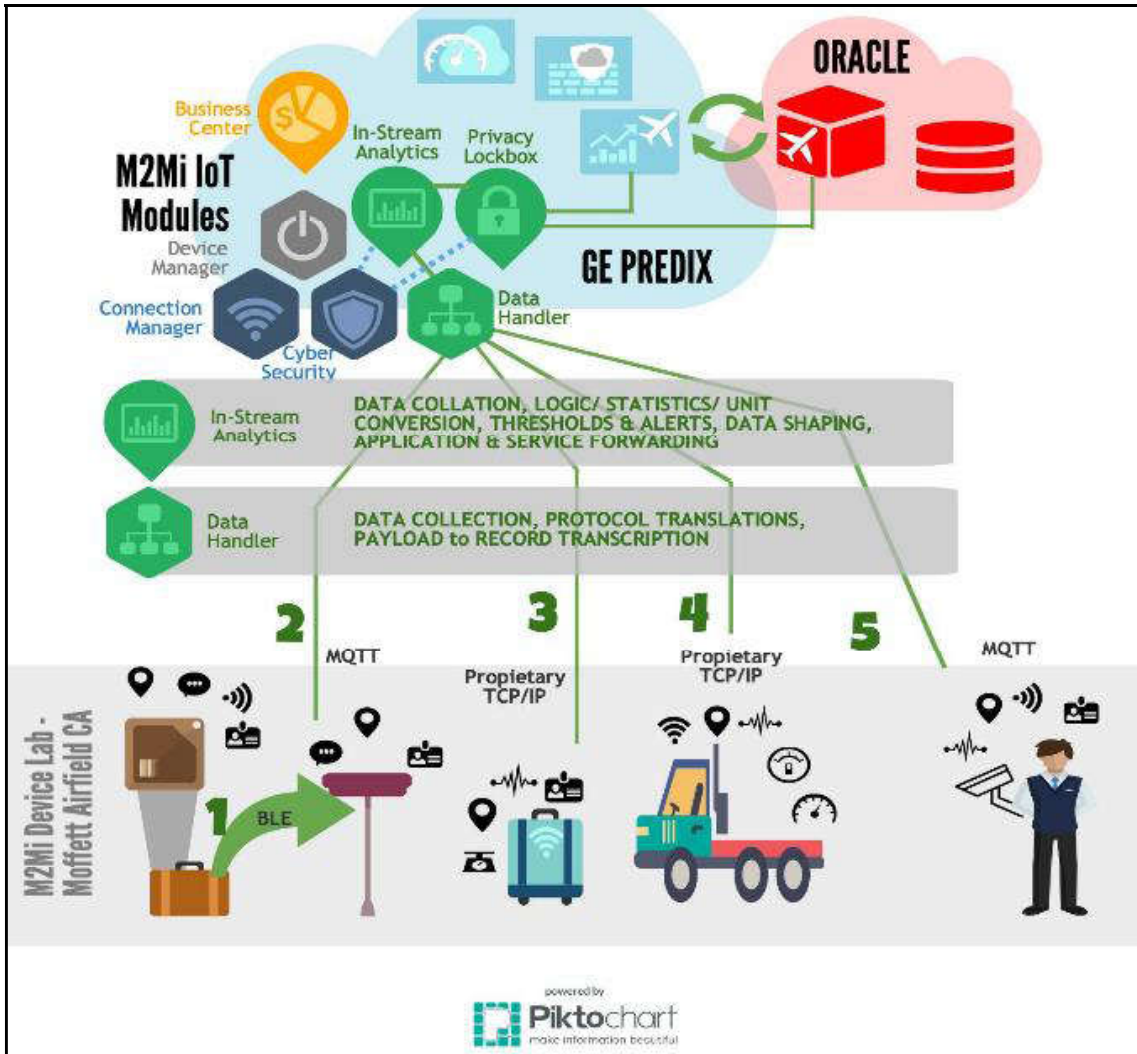 ORACLE
Business
Center
In-Stream
Analytics
Privacy
Lockbox
M2Mi IoT
Modules
Device
Manager
GE PREDIX
Connection
Manager
Data
Handler
Cyber
Security
In-Stream
Analytics
DATA COLLATION, LOGIC/ STATISTICS/ UNIT
CONVERSION, THRESHOLDS & ALERTS, DATA SHAPING,
APPLICATION & SERVICE FORWARDING
Data
Handler
DATA COLLECTION, PROTOCOL TRANSLATIONS,
PAYLOAD to RECORD TRANSCRIPTION
2
3
4
5
MQTT
Propietary
TCP/IP
Propietary
TCP/IP
MQTT
M2Mi Device Lab -
Moffett Airfield CA
1
BLE
powered by
Piktochart
make information beautiful